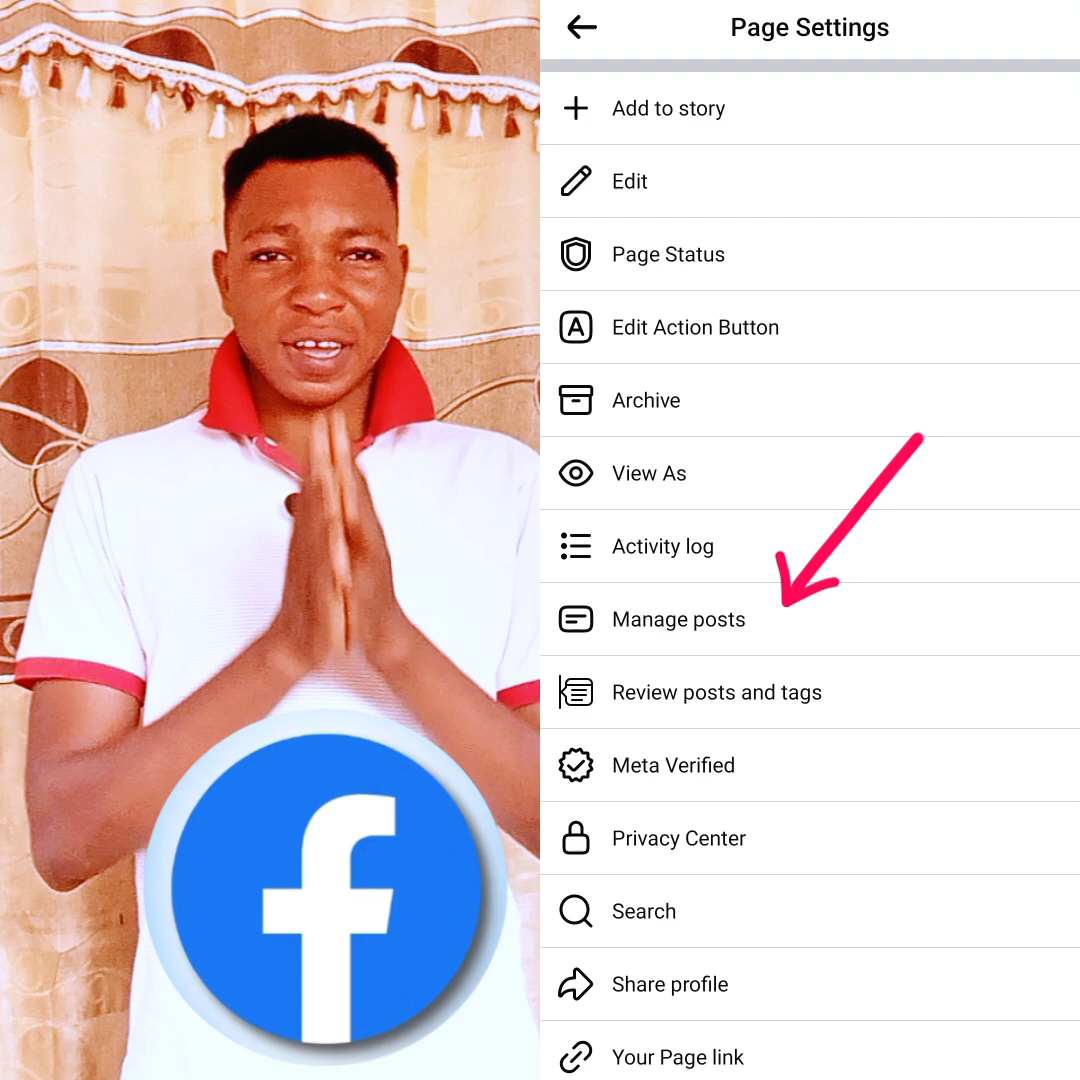 Page Settings
Add to story
Edit
Page Status
Edit Action Button
Archive
View As
Activity log
Manage posts
Review posts and tags
Meta Verified
Privacy Center
Search
Share profile
Your Page link